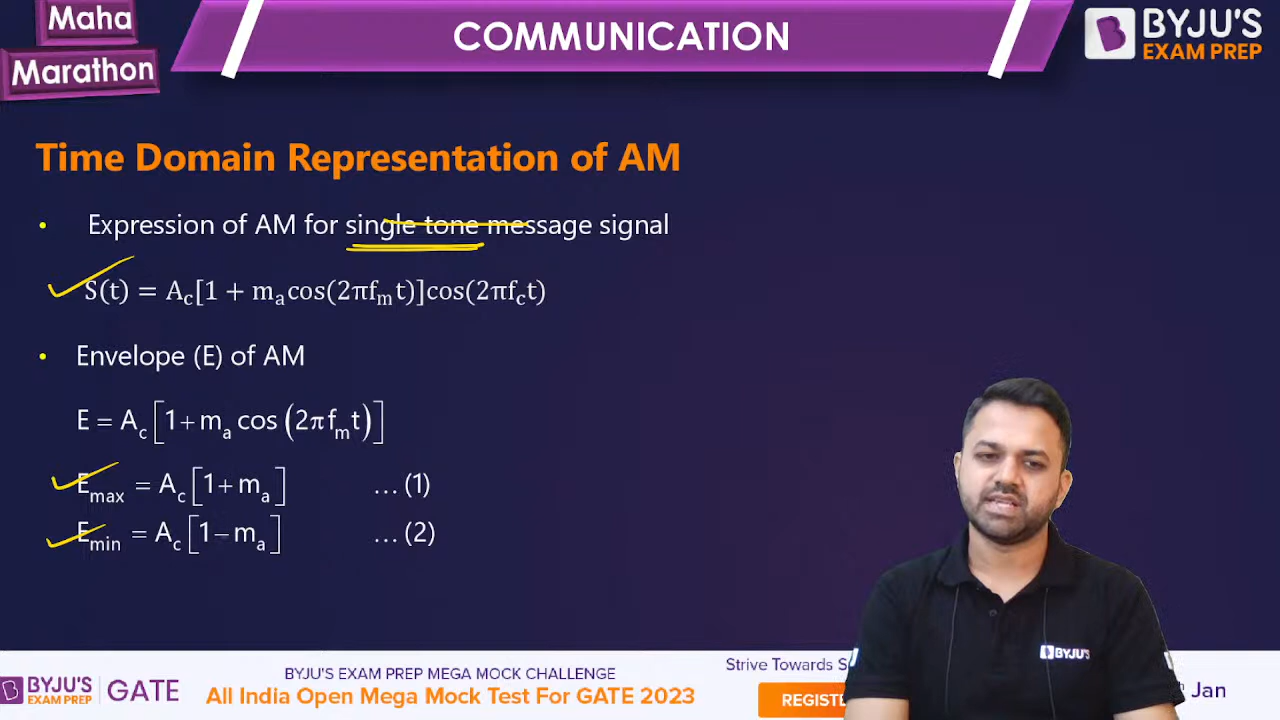 Maha
Marathon
COMMUNICATION
BYJU'S
EXAM PREP
Time Domain Representation of AM
• Expression of AM for single tone message signal
S(t) = A_c[1 + m_a cos(2πf_m t)]cos(2πf_c t)
• Envelope (E) of AM
E = A_c [1 + m_a cos (2πf_m t)]
E_max = A_c [1 + m_a] ... (1)
E_min = A_c [1 − m_a] ... (2)
BYJU'S
BYJU'S
EXAM PREP
GATE
BYJU'S EXAM PREP MEGA MOCK CHALLENGE
All India Open Mega Mock Test For GATE 2023
Strive Towards
Jan